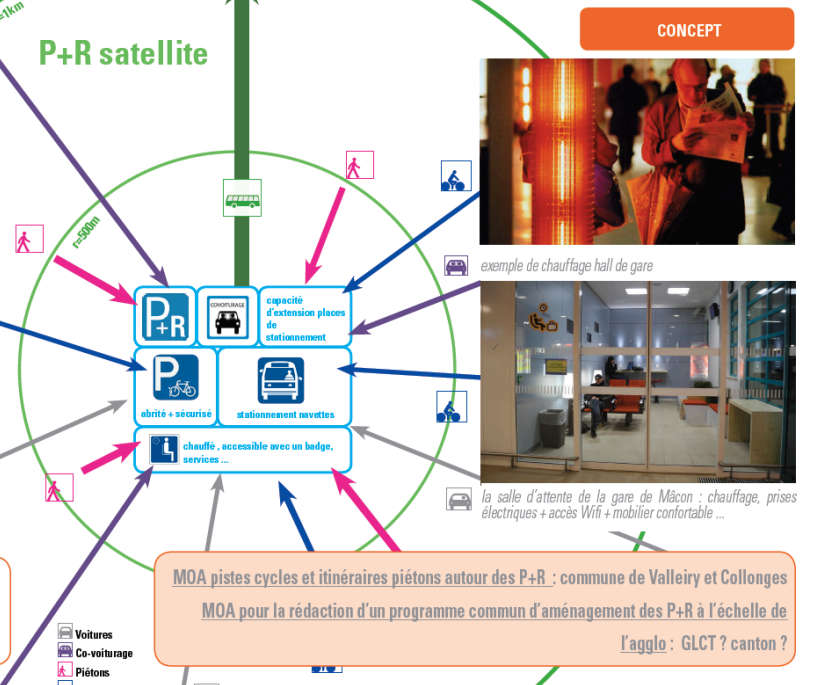 r=1km
P+R satellite
CONCEPT
r=500m
exemple de chauffage hall de gare
P+R
COVOITURAGE
capacité
d'extension places
de
stationnement
P
abrité + sécurisé
stationnement navettes
chauffé , accessible avec un badge,
services ...
la salle d'attente de la gare de Mâcon : chauffage, prises
électriques + accès Wifi + mobilier confortable ...
MOA pistes cycles et itinéraires piétons autour des P+R : commune de Valleiry et Collonges
MOA pour la rédaction d'un programme commun d'aménagement des P+R à l'échelle de
l'agglo : GLCT ? canton ?
Voitures
Co-voiturage
Piétons